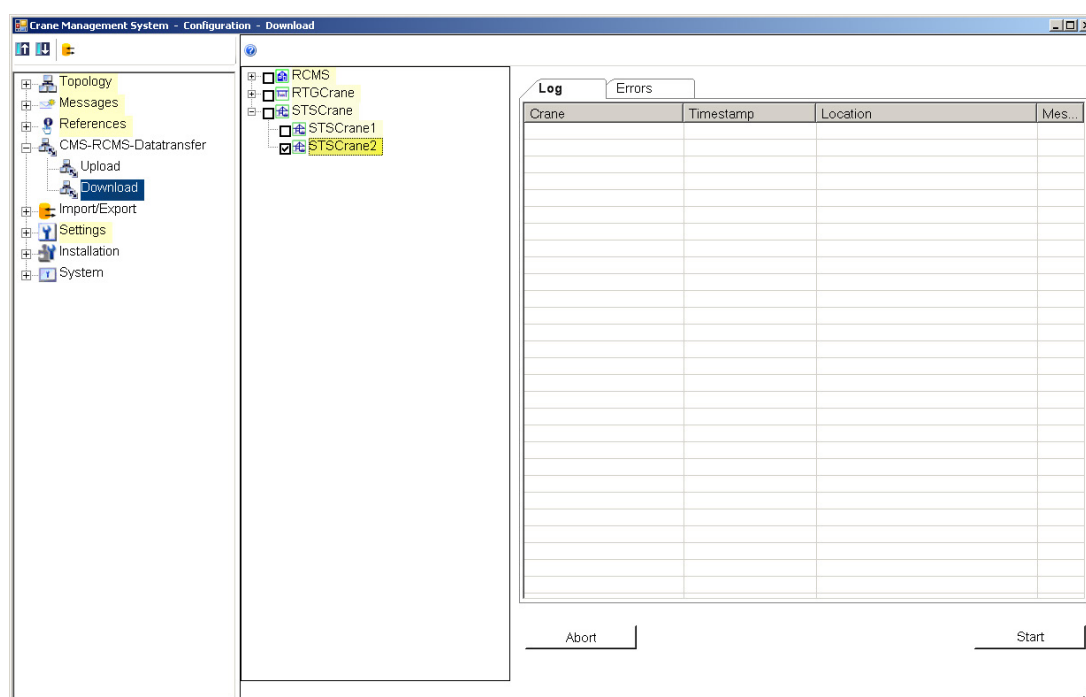 Crane Management System - Configuration - Download
Topology
Messages
References
CMS-RCMS-Datatransfer
Upload
Download
Import/Export
Settings
Installation
System
RCMS
RTGCrane
STSCrane
STSCrane1
STSCrane2
Log Errors
Crane Timestamp Location Mes...
Abort Start